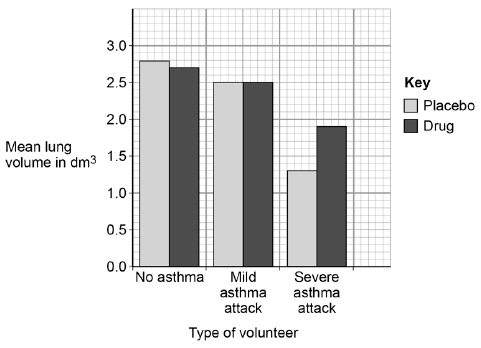 3.0
2.5
2.0
1.5
1.0
0.5
0.0
Mean lung
volume in dm3
No asthma
Mild
asthma
attack
Severe
asthma
attack
Type of volunteer
Key
Placebo
Drug